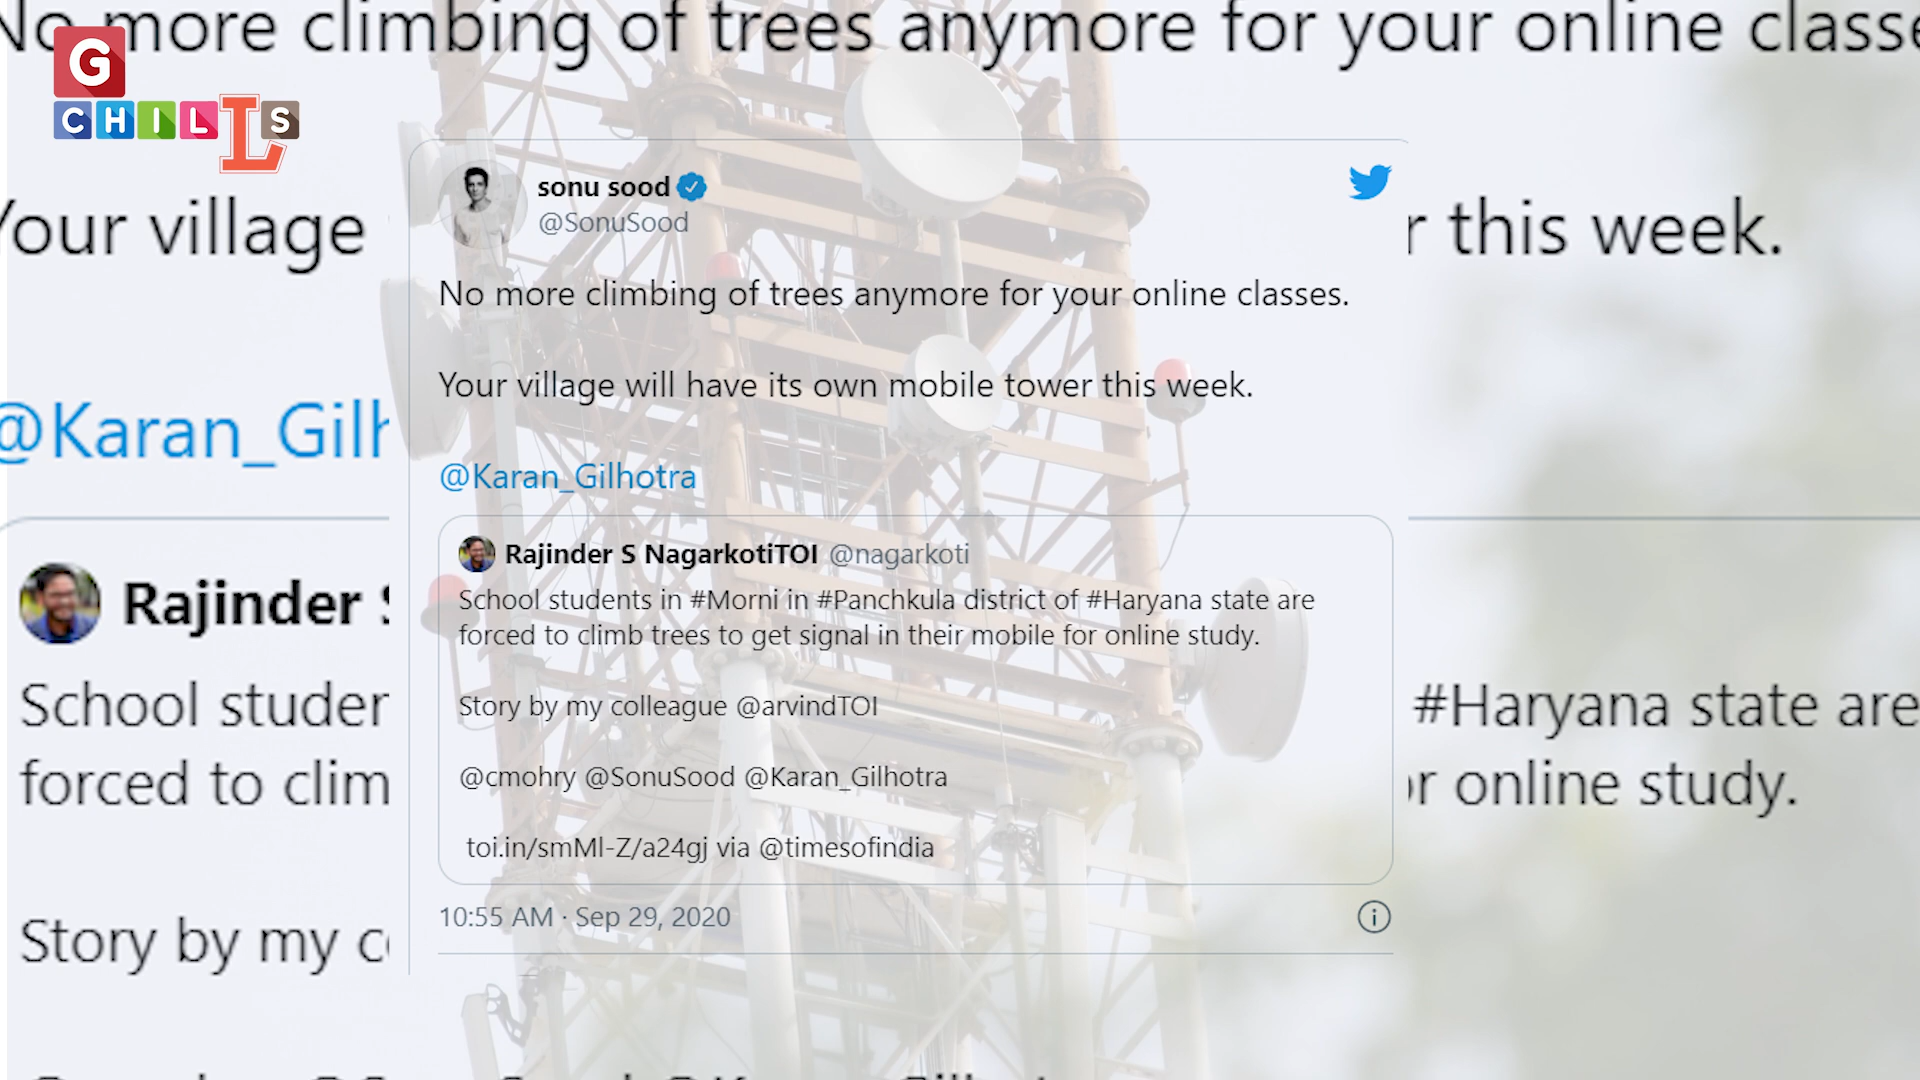 No more climbing of trees anymore for your online classe
G
CHILLS
Your village
r this week.
@Karan_Gilh
Rajinder S
School studen
#Haryana state are
forced to clim
or online study.
Story by my c
sonu sood
@SonuSood
No more climbing of trees anymore for your online classes.
Your village will have its own mobile tower this week.
@Karan_Gilhotra
Rajinder S NagarkotiTOI @nagarkoti
School students in #Morni in #Panchkula district of #Haryana state are
forced to climb trees to get signal in their mobile for online study.
Story by my colleague @arvindTOI
@cmohry @SonuSood @Karan_Gilhotra
toi.in/smMl-Z/a24gj via @timesofindia
10:55 AM · Sep 29, 2020